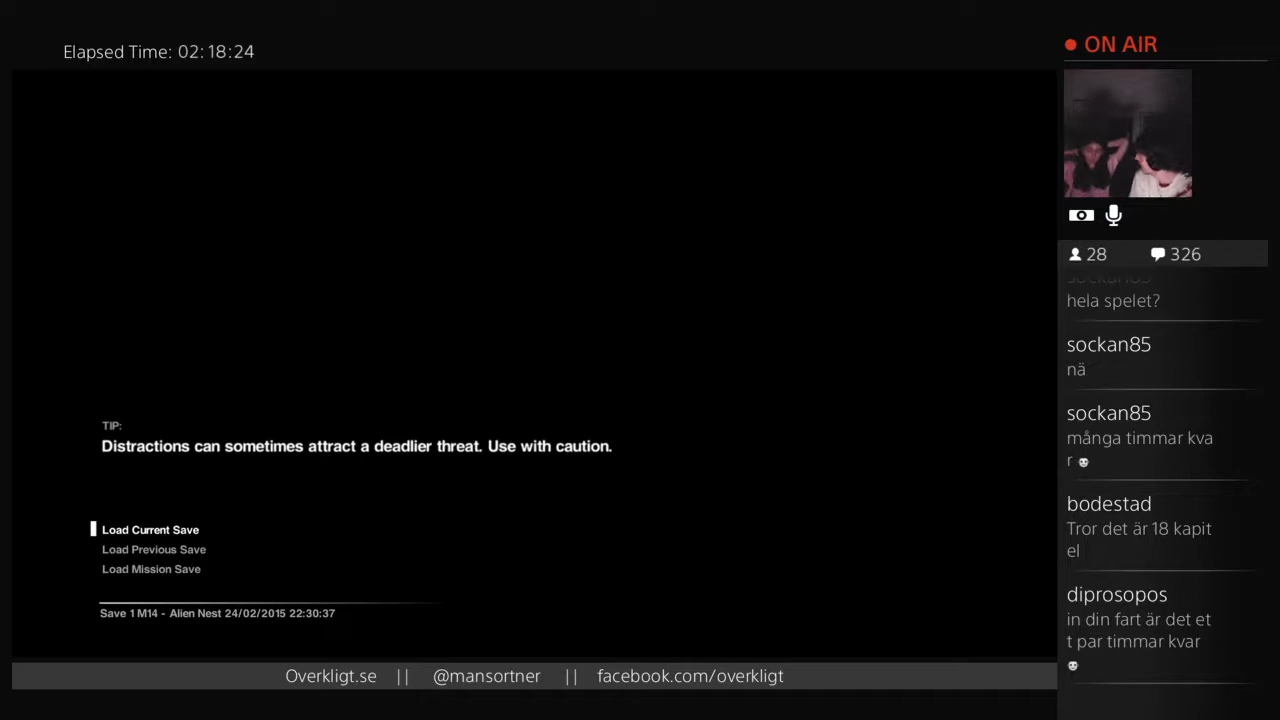 Elapsed Time: 02:18:24
ON AIR
28 326
hela spelet?
sockan85
nä
sockan85
många timmar kva
r
bodestad
Tror det är 18 kapit
el
diprosopos
in din fart är det et
t par timmar kvar
TIP:
Distractions can sometimes attract a deadlier threat. Use with caution.
Load Current Save
Load Previous Save
Load Mission Save
Save 1 M14 - Alien Nest 24/02/2015 22:30:37
Overkligt.se || @mansortner || facebook.com/overkligt